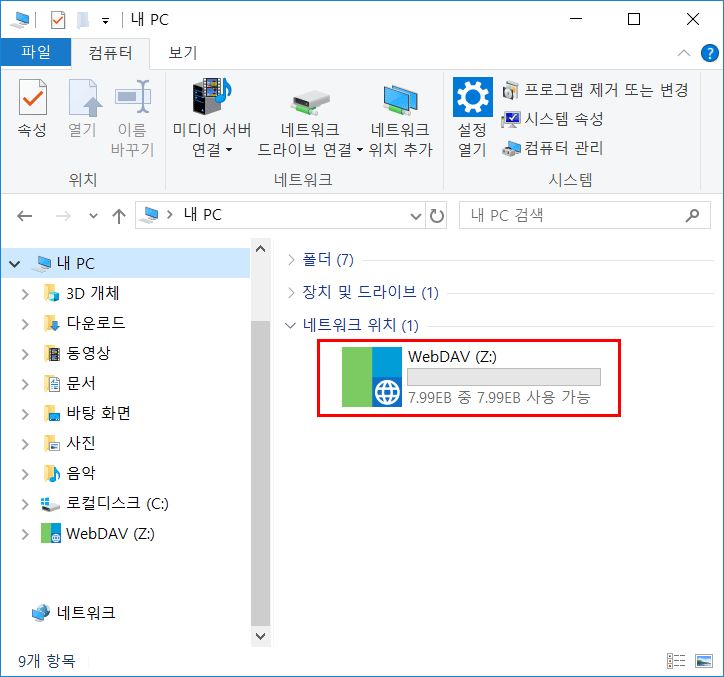 내 PC
파일 컴퓨터 보기
속성
열기
이름 바꾸기
위치
미디어 서버 연결
네트워크 드라이브 연결
네트워크 위치 추가
네트워크
설정 열기
프로그램 제거 또는 변경
시스템 속성
컴퓨터 관리
시스템
내 PC
내 PC 검색
내 PC
3D 개체
다운로드
동영상
문서
바탕 화면
사진
음악
로컬디스크 (C:)
WebDAV (Z:)
네트워크
폴더 (7)
장치 및 드라이브 (1)
네트워크 위치 (1)
WebDAV (Z:)
7.99EB 중 7.99EB 사용 가능
9개 항목